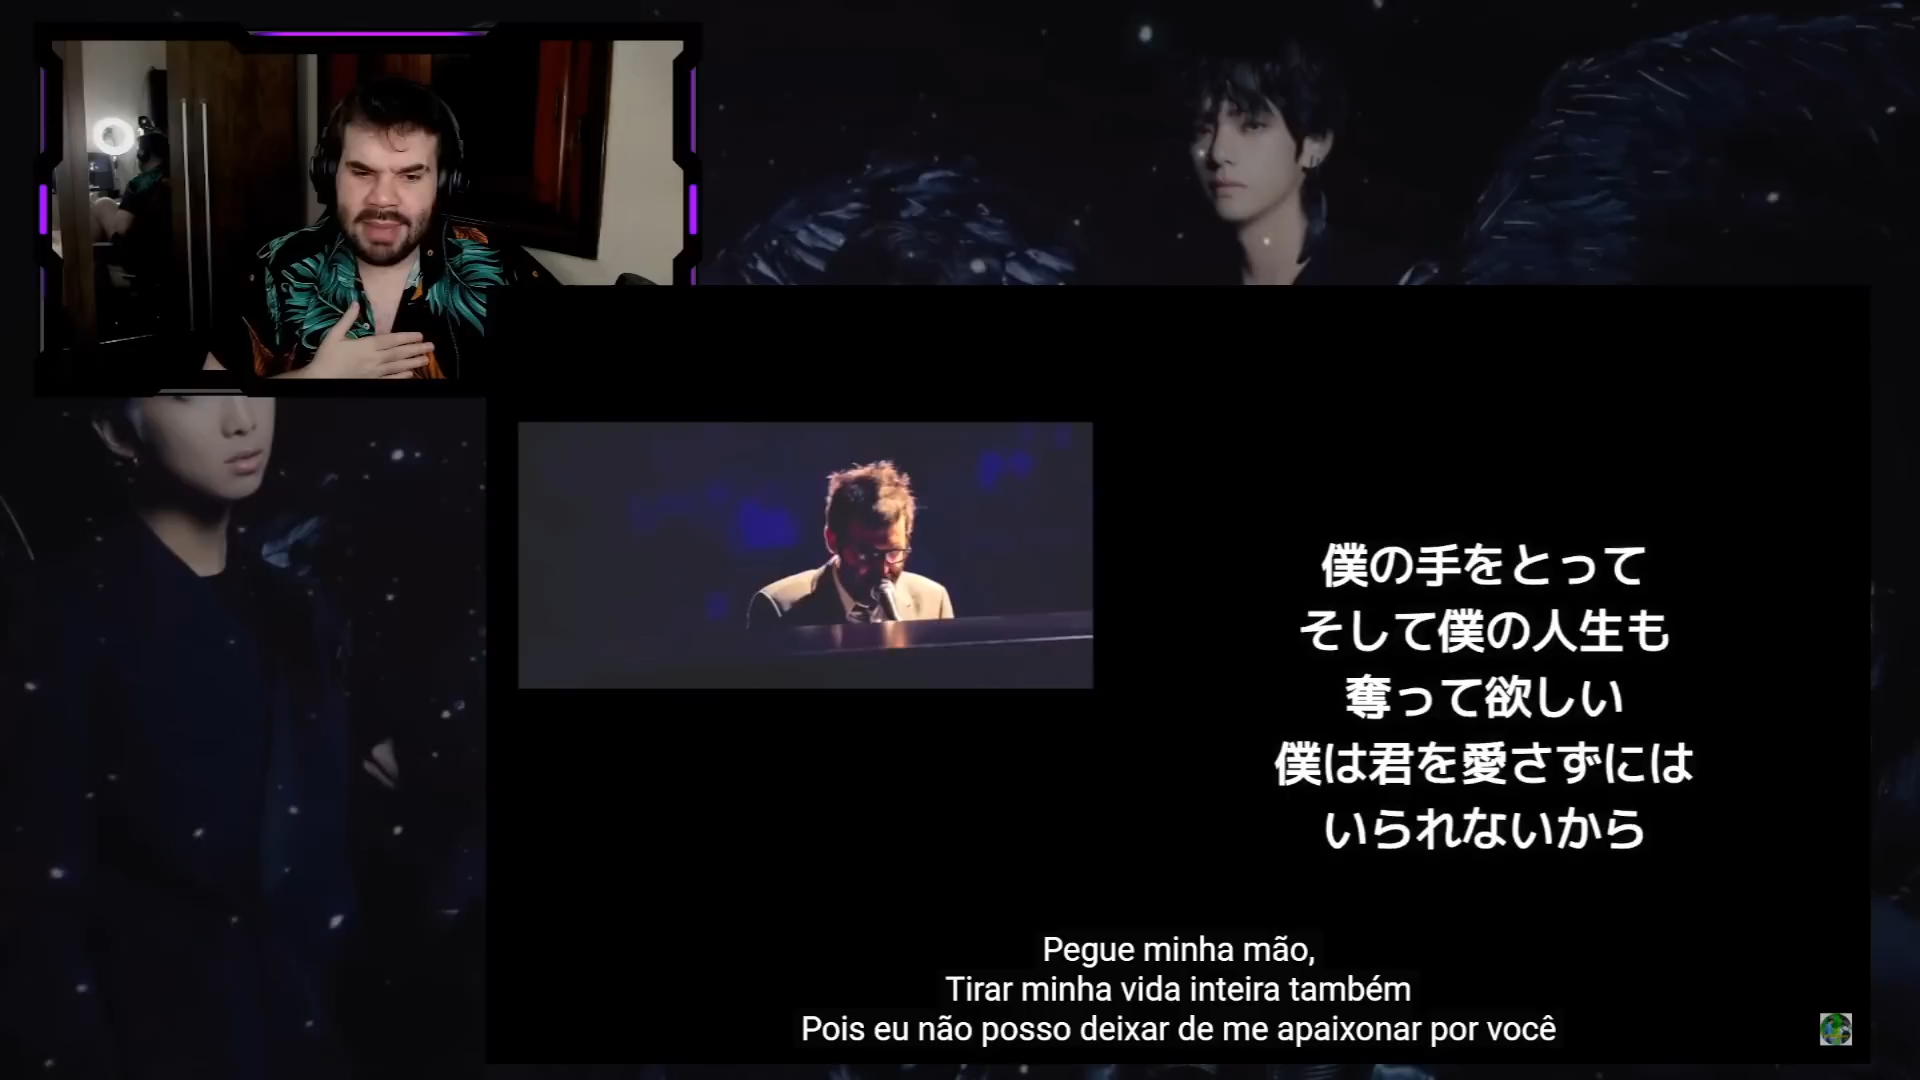 僕の手をとって
そして僕の人生も
奪って欲しい
僕は君を愛さずには
いられないから
Pegue minha mão,
Tirar minha vida inteira também
Pois eu não posso deixar de me apaixonar por você